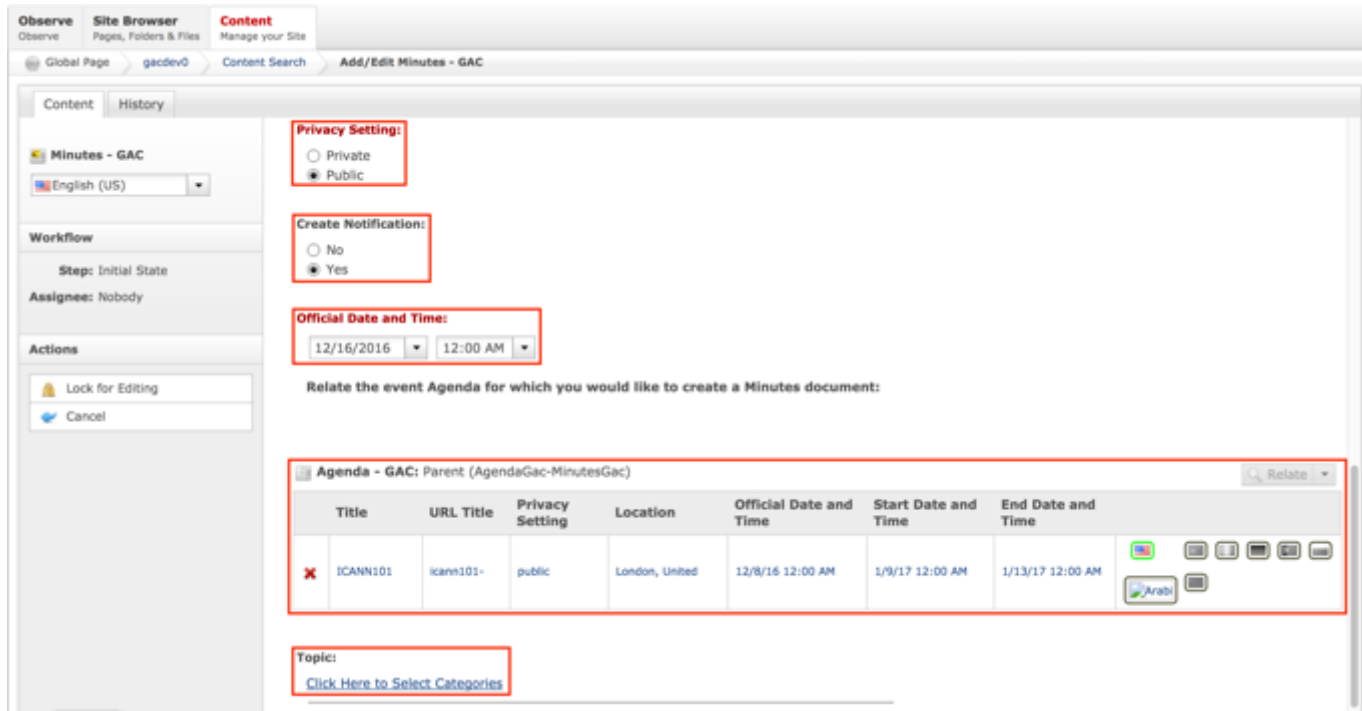 Observe
Observe
Site Browser
Pages, Folders & Files
Content
Manage your Site
Global Page gacdev0 Content Search Add/Edit Minutes - GAC
Content History
Minutes - GAC
English (US)
Workflow
Step: Initial State
Assignee: Nobody
Actions
Lock for Editing
Cancel
Privacy Setting:
Private
Public
Create Notification:
No
Yes
Official Date and Time:
12/16/2016 12:00 AM
Relate the event Agenda for which you would like to create a Minutes document:
Agenda - GAC: Parent (AgendaGac-MinutesGac) Relate
Title URL Title Privacy Setting Location Official Date and Time Start Date and Time End Date and Time
ICANN101 icann101- public London, United 12/8/16 12:00 AM 1/9/17 12:00 AM 1/13/17 12:00 AM
Arabi
Topic:
Click Here to Select Categories